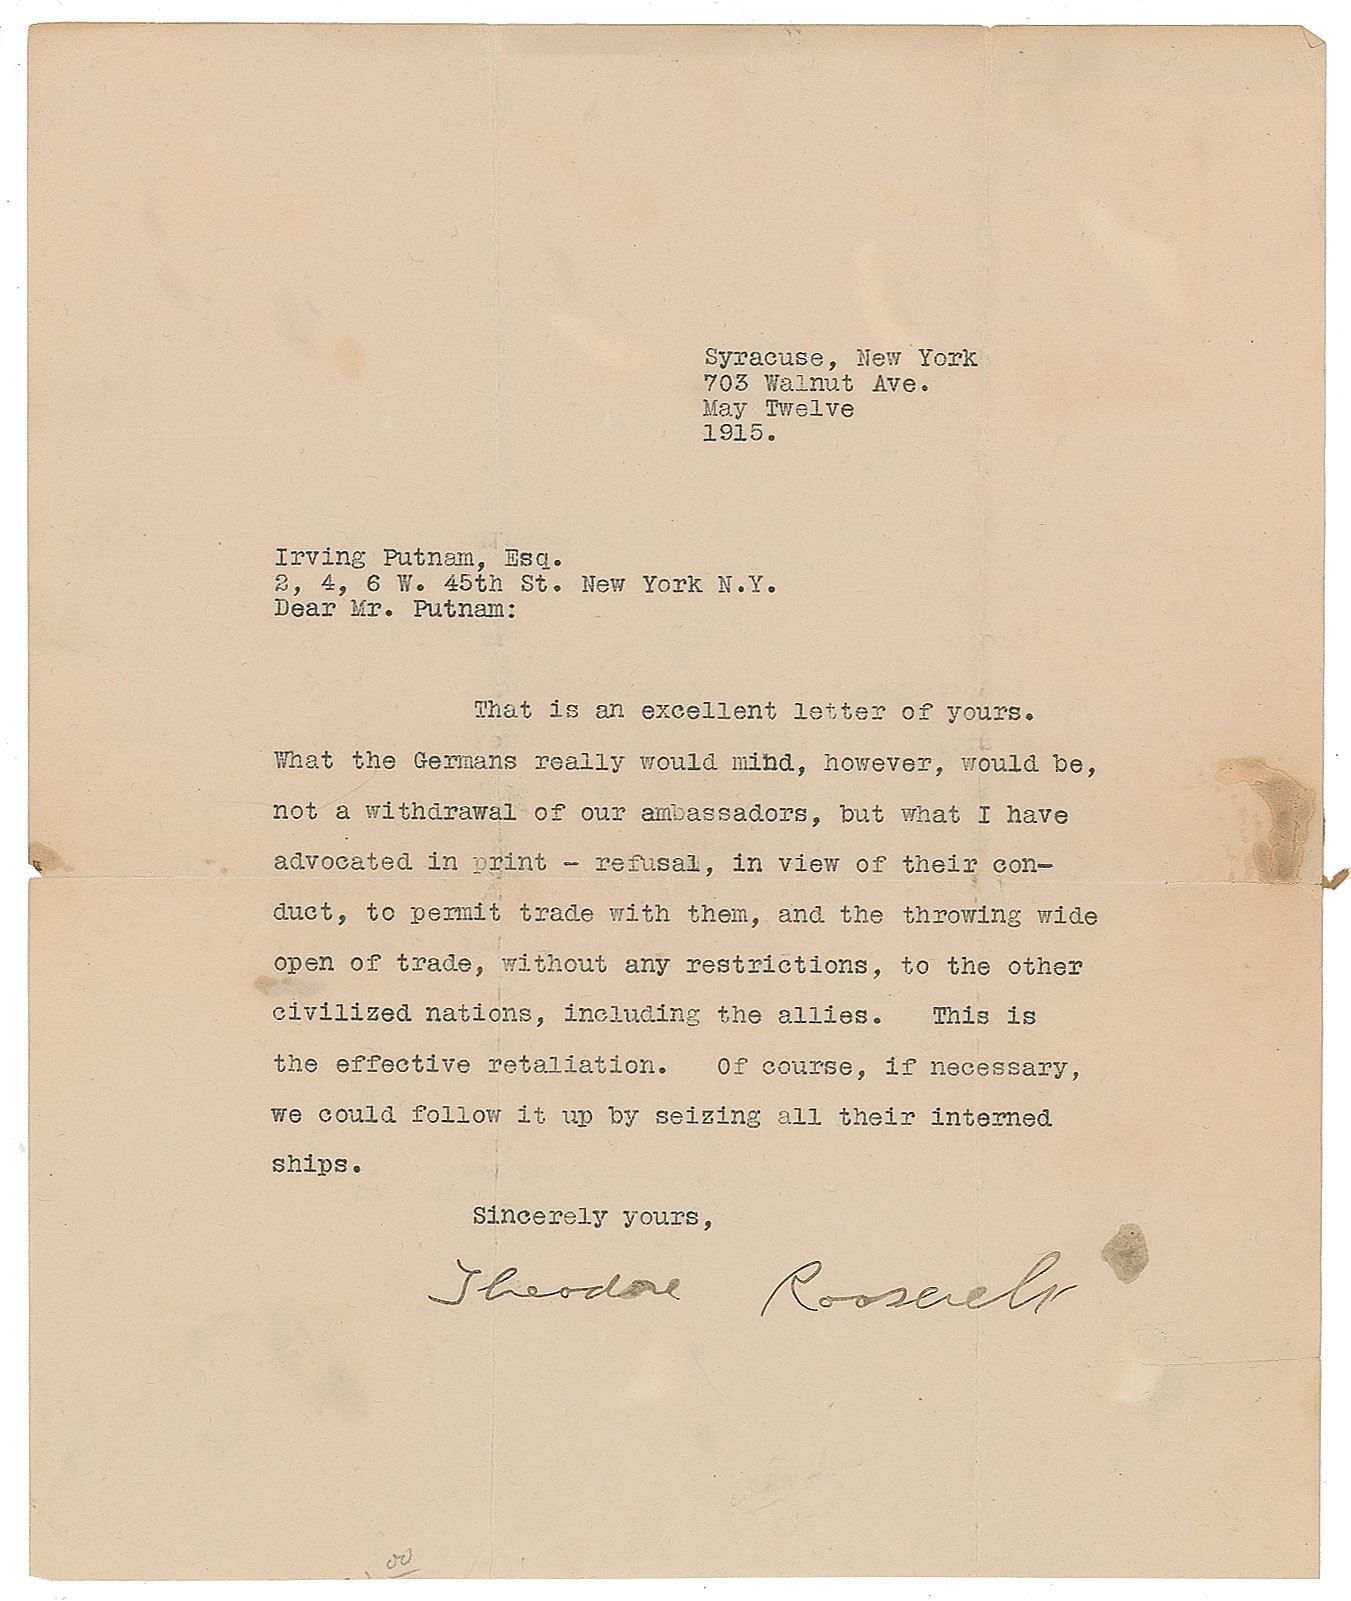 Syracuse, New York
703 Walnut Ave.
May Twelve
1915.
Irving Putnam, Esq.
2, 4, 6 W. 45th St. New York N.Y.
Dear Mr. Putnam:
That is an excellent letter of yours.
What the Germans really would mind, however, would be,
not a withdrawal of our ambassadors, but what I have
advocated in print - refusal, in view of their con-
duct, to permit trade with them, and the throwing wide
open of trade, without any restrictions, to the other
civilized nations, including the allies. This is
the effective retaliation. Of course, if necessary,
we could follow it up by seizing all their interned
ships.
Sincerely yours,
Theodore Roosevelt
00